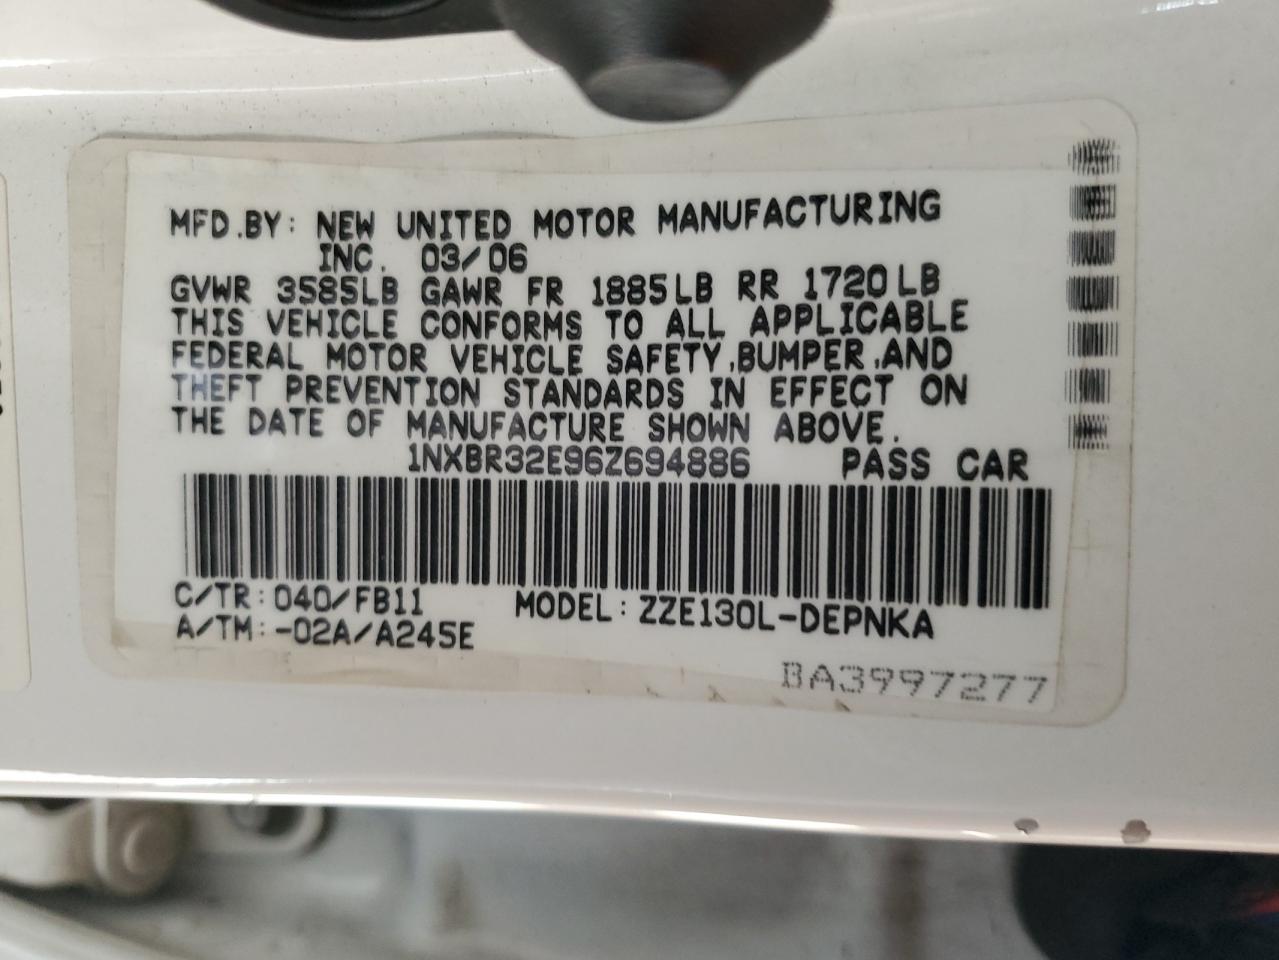 MFD.BY: NEW UNITED MOTOR MANUFACTURING
INC. 03/06
GVWR 3585LB GAWR FR 1885LB RR 1720LB
THIS VEHICLE CONFORMS TO ALL APPLICABLE
FEDERAL MOTOR VEHICLE SAFETY,BUMPER,AND
THEFT PREVENTION STANDARDS IN EFFECT ON
THE DATE OF MANUFACTURE SHOWN ABOVE.
1NXBR32E96Z694886 PASS CAR
C/TR:040/FB11 MODEL:ZZE130L-DEPNKA
A/TM:-02A/A245E
BA3997277